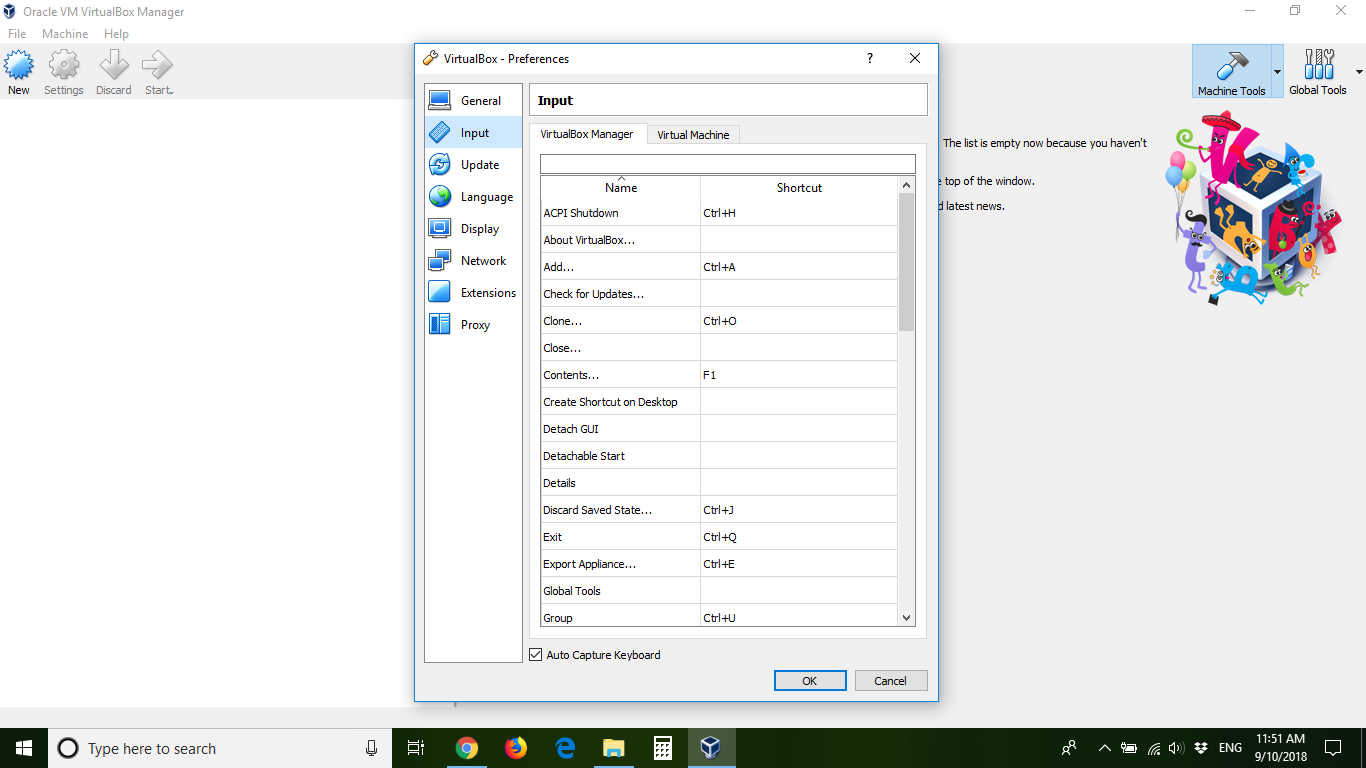 Oracle VM VirtualBox Manager
File Machine Help
New Settings Discard Start
Machine Tools Global Tools
The list is empty now because you haven't
top of the window.
latest news.
VirtualBox - Preferences ?
General
Input
Update
Language
Display
Network
Extensions
Proxy
Input
VirtualBox Manager Virtual Machine
Name Shortcut
ACPI Shutdown Ctrl+H
About VirtualBox...
Add... Ctrl+A
Check for Updates...
Clone... Ctrl+O
Close...
Contents... F1
Create Shortcut on Desktop
Detach GUI
Detachable Start
Details
Discard Saved State... Ctrl+J
Exit Ctrl+Q
Export Appliance... Ctrl+E
Global Tools
Group Ctrl+U
Auto Capture Keyboard
OK Cancel
Type here to search
ENG
11:51 AM
9/10/2018